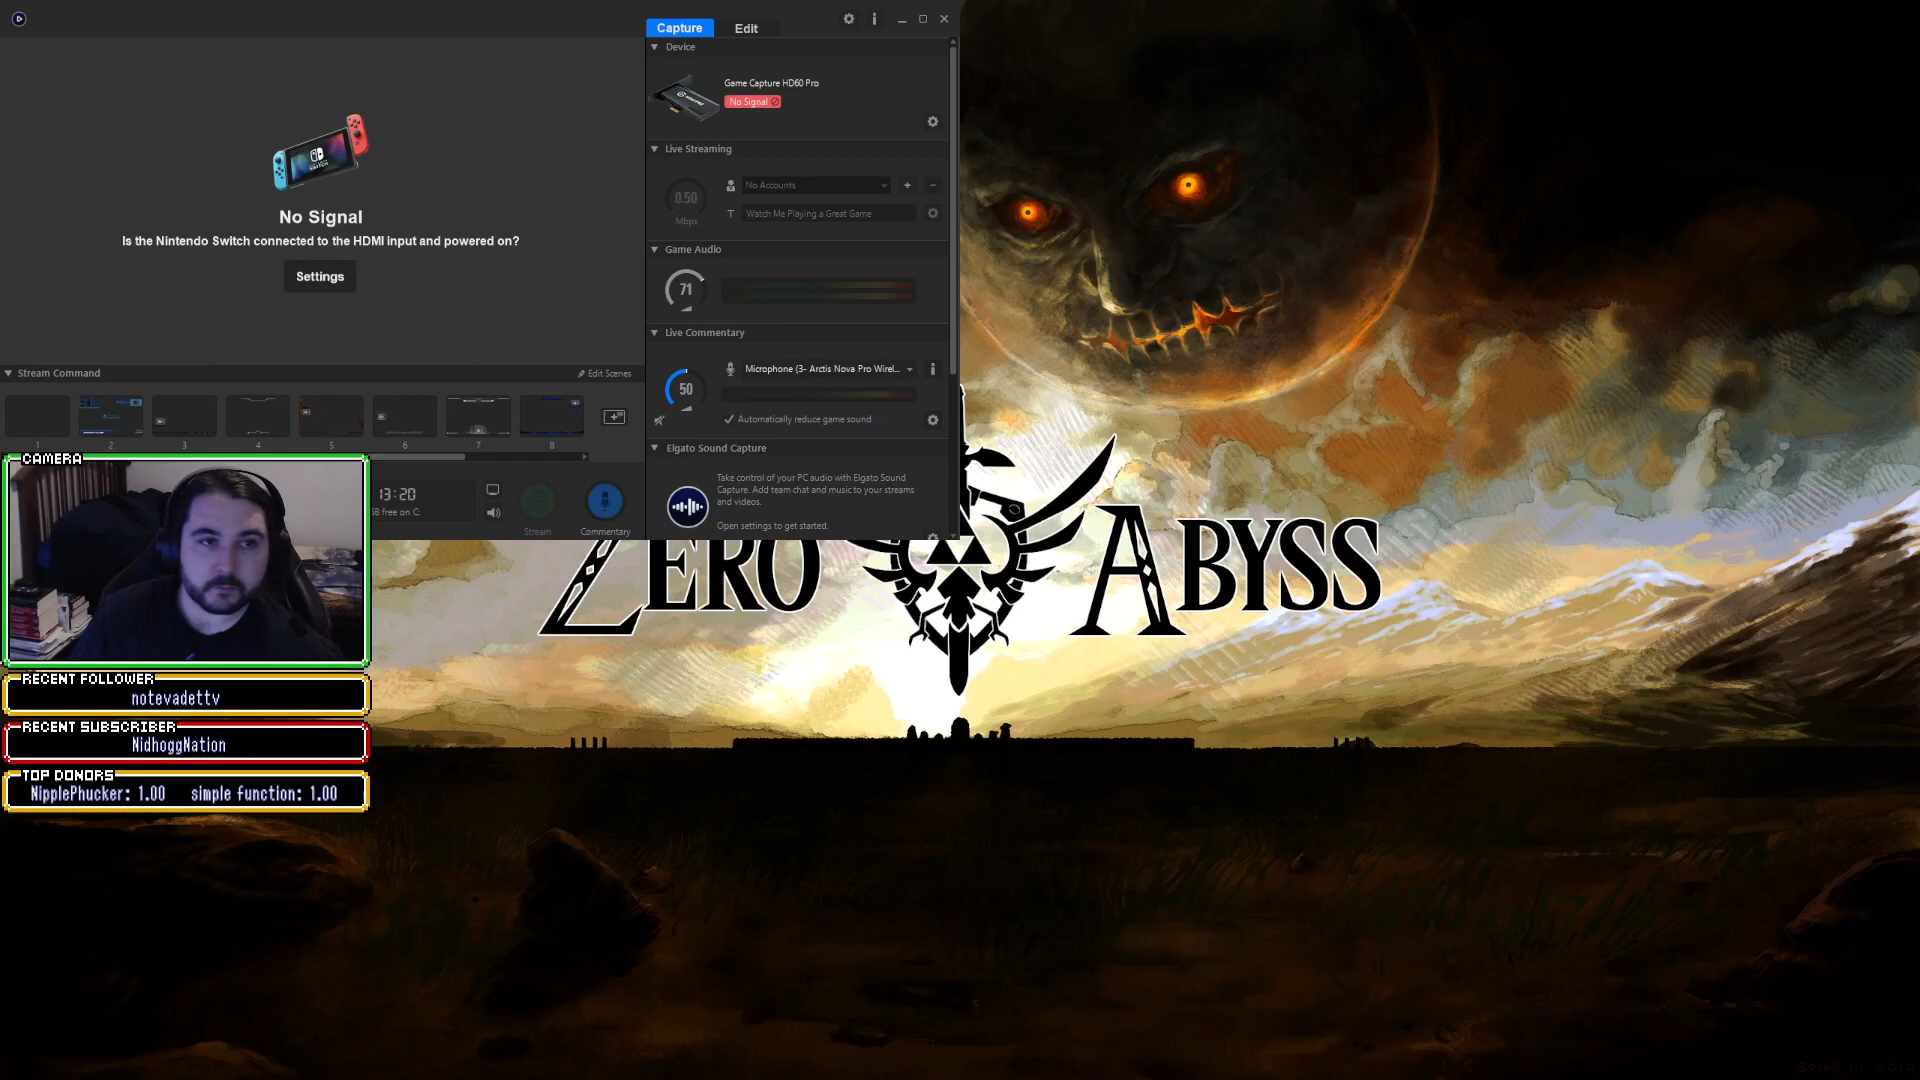 Capture
Edit
Device
Game Capture HD60 Pro
No Signal
Live Streaming
0.50
Mbps
No Accounts
Watch Me Playing a Great Game
Game Audio
71
Live Commentary
50
Microphone (3- Arctis Nova Pro Wirel...
Automatically reduce game sound
Elgato Sound Capture
Take control of your PC audio with Elgato Sound
Capture. Add team chat and music to your streams
and videos.
Open settings to get started.
No Signal
Is the Nintendo Switch connected to the HDMI input and powered on?
Settings
Stream Command
Edit Scenes
1 2 3 4 5 6 7 8
13:20
GB free on C:
Stream
Commentary
CAMERA
RECENT FOLLOWER
notevadettv
RECENT SUBSCRIBER
NidhoggNation
TOP DONORS
NipplePhucker: 1.00 simple function: 1.00
ZERO ABYSS